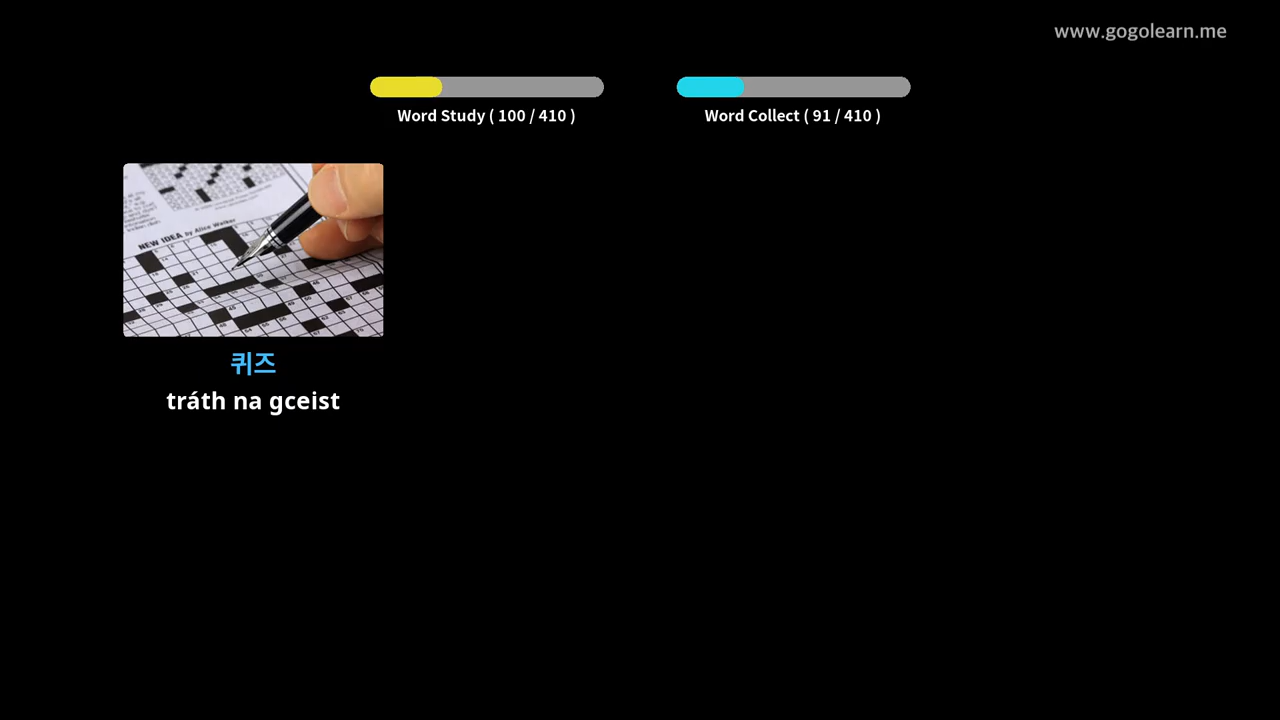 www.gogolearn.me
Word Study ( 100 / 410 )
Word Collect ( 91 / 410 )
NEW IDEA by Alice Walker
퀴즈
tráth na gceist